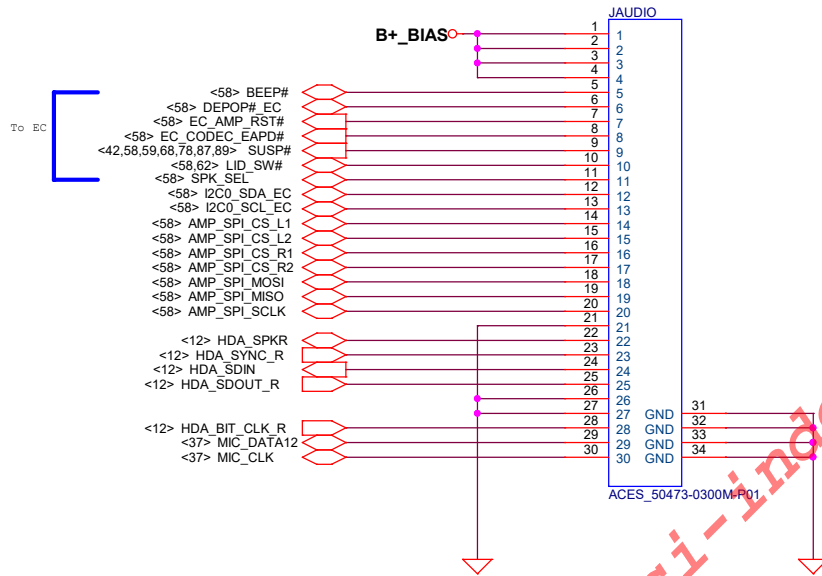 JAUDIO
B+_BIAS
1 1
2 2
3 3
4 4
<58> BEEP# 5 5
<58> DEPOP#_EC 6 6
<58> EC_AMP_RST# 7 7
To EC
<58> EC_CODEC_EAPD# 8 8
<42,58,59,68,78,87,89> SUSP# 9 9
<58,62> LID_SW# 10 10
<58> SPK_SEL 11 11
<58> I2C0_SDA_EC 12 12
<58> I2C0_SCL_EC 13 13
<58> AMP_SPI_CS_L1 14 14
<58> AMP_SPI_CS_L2 15 15
<58> AMP_SPI_CS_R1 16 16
<58> AMP_SPI_CS_R2 17 17
<58> AMP_SPI_MOSI 18 18
<58> AMP_SPI_MISO 19 19
<58> AMP_SPI_SCLK 20 20
21 21
<12> HDA_SPKR 22 22
<12> HDA_SYNC_R 23 23
<12> HDA_SDIN 24 24
<12> HDA_SDOUT_R 25 25
26 26
27 27 GND 31
<12> HDA_BIT_CLK_R 28 28 GND 32
<37> MIC_DATA12 29 29 GND 33
<37> MIC_CLK 30 30 GND 34
ACES_50473-0300M-P01